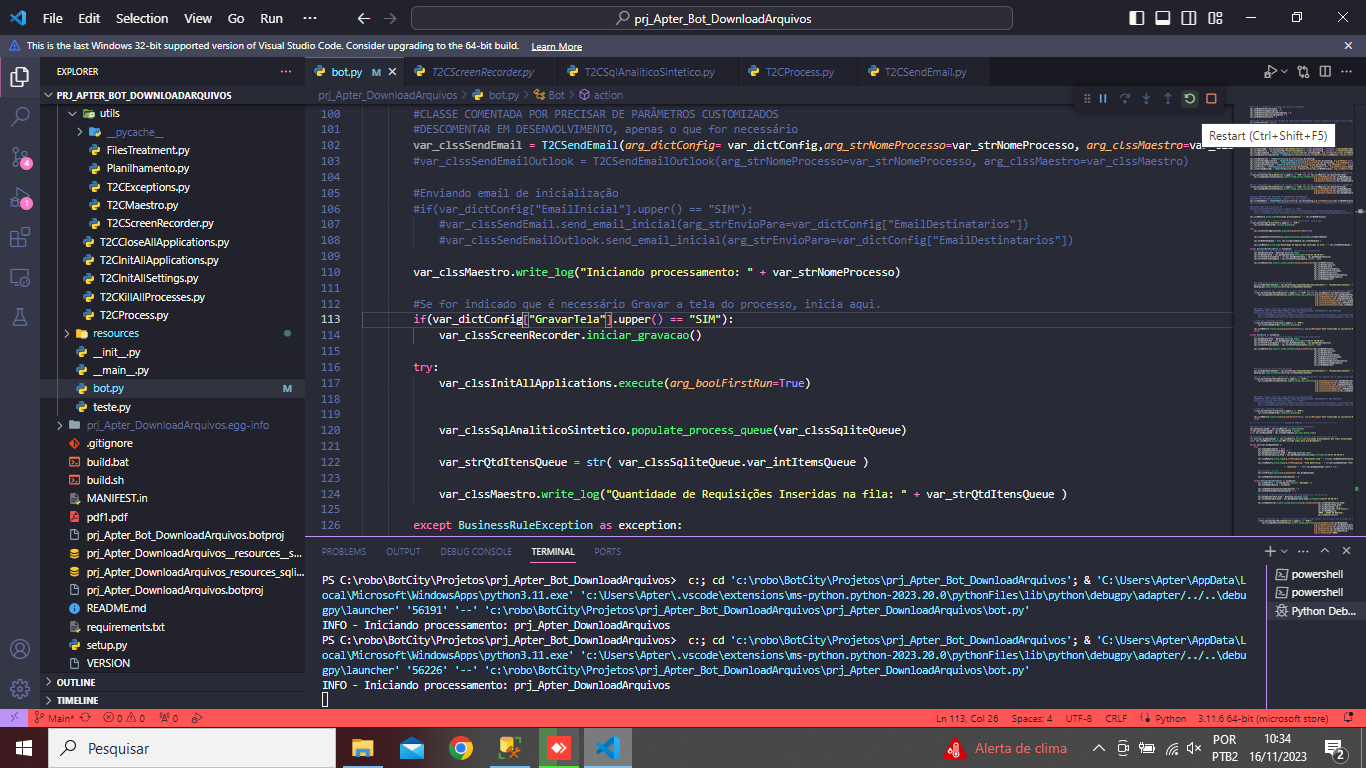 File Edit Selection View Go Run ··· prj_Apter_Bot_DownloadArquivos
This is the last Windows 32-bit supported version of Visual Studio Code. Consider upgrading to the 64-bit build. Learn More
EXPLORER
bot.py M
T2CScreenRecorder.py
T2CSqlAnaliticoSintetico.py
T2CProcess.py
T2CSendEmail.py
PRJ_APTER_BOT_DOWNLOADARQUIVOS
utils
__pycache__
FilesTreatment.py
Planilhamento.py
T2CExceptions.py
T2CMaestro.py
T2CScreenRecorder.py
T2CCloseAllApplications.py
T2CInitAllApplications.py
T2CInitAllSettings.py
T2CKillAllProcesses.py
T2CProcess.py
resources
__init__.py
__main__.py
bot.py M
teste.py
prj_Apter_DownloadArquivos.egg-info
.gitignore
build.bat
build.sh
MANIFEST.in
pdf1.pdf
prj_Apter_Bot_DownloadArquivos.botproj
prj_Apter_DownloadArquivos__resources__s...
prj_Apter_DownloadArquivos_resources_sqli...
prj_Apter_DownloadArquivos.botproj
README.md
requirements.txt
setup.py
VERSION
OUTLINE
TIMELINE
4
1
prj_Apter_DownloadArquivos > bot.py > Bot > action
Restart (Ctrl+Shift+F5)
100 #CLASSE COMENTADA POR PRECISAR DE PARÂMETROS CUSTOMIZADOS
101 #DESCOMENTAR EM DESENVOLVIMENTO, apenas o que for necessário
102 var_clssSendEmail = T2CSendEmail(arg_dictConfig= var_dictConfig,arg_strNomeProcesso=var_strNomeProcesso, arg_clssMaestro=var_clss
103 #var_clssSendEmailOutlook = T2CSendEmailOutlook(arg_strNomeProcesso=var_strNomeProcesso, arg_clssMaestro=var_clssMaestro)
104
105 #Enviando email de inicialização
106 #if(var_dictConfig["EmailInicial"].upper() == "SIM"):
107 #var_clssSendEmail.send_email_inicial(arg_strEnvioPara=var_dictConfig["EmailDestinatarios"])
108 #var_clssSendEmailOutlook.send_email_inicial(arg_strEnvioPara=var_dictConfig["EmailDestinatarios"])
109
110 var_clssMaestro.write_log("Iniciando processamento: " + var_strNomeProcesso)
111
112 #Se for indicado que é necessário Gravar a tela do processo, inicia aqui.
113 if(var_dictConfig["GravarTela"].upper() == "SIM"):
114 var_clssScreenRecorder.iniciar_gravacao()
115
116 try:
117 var_clssInitAllApplications.execute(arg_boolFirstRun=True)
118
119
120 var_clssSqlAnaliticoSintetico.populate_process_queue(var_clssSqliteQueue)
121
122 var_strQtdItensQueue = str( var_clssSqliteQueue.var_intItemsQueue )
123
124 var_clssMaestro.write_log("Quantidade de Requisições Inseridas na fila: " + var_strQtdItensQueue )
125
126 except BusinessRuleException as exception:
PROBLEMS OUTPUT DEBUG CONSOLE TERMINAL PORTS
PS C:\robo\BotCity\Projetos\prj_Apter_Bot_DownloadArquivos> c:; cd 'c:\robo\BotCity\Projetos\prj_Apter_Bot_DownloadArquivos'; & 'C:\Users\Apter\AppData\L
ocal\Microsoft\WindowsApps\python3.11.exe' 'c:\Users\Apter\.vscode\extensions\ms-python.python-2023.20.0\pythonFiles\lib\python\debugpy\adapter/../..\debu
gpy\launcher' '56191' '--' 'c:\robo\BotCity\Projetos\prj_Apter_Bot_DownloadArquivos\prj_Apter_DownloadArquivos\bot.py'
INFO - Iniciando processamento: prj_Apter_DownloadArquivos
PS C:\robo\BotCity\Projetos\prj_Apter_Bot_DownloadArquivos> c:; cd 'c:\robo\BotCity\Projetos\prj_Apter_Bot_DownloadArquivos'; & 'C:\Users\Apter\AppData\L
ocal\Microsoft\WindowsApps\python3.11.exe' 'c:\Users\Apter\.vscode\extensions\ms-python.python-2023.20.0\pythonFiles\lib\python\debugpy\adapter/../..\debu
gpy\launcher' '56226' '--' 'c:\robo\BotCity\Projetos\prj_Apter_Bot_DownloadArquivos\prj_Apter_DownloadArquivos\bot.py'
INFO - Iniciando processamento: prj_Apter_DownloadArquivos
powershell
powershell
Python Deb...
Main* 0 0 0 Ln 113, Col 26 Spaces: 4 UTF-8 CRLF Python 3.11.6 64-bit (microsoft store)
Pesquisar
Alerta de clima
POR
PTB2
10:34
16/11/2023
2